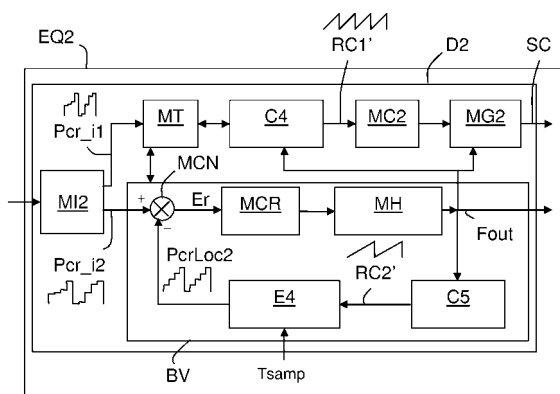 EQ2
RC1'
D2
SC
Pcr_i1
MT
C4
MC2
MG2
MCN
MI2
+
Er
MCR
MH
−
Fout
Pcr_i2
PcrLoc2
RC2'
E4
C5
BV
Tsamp